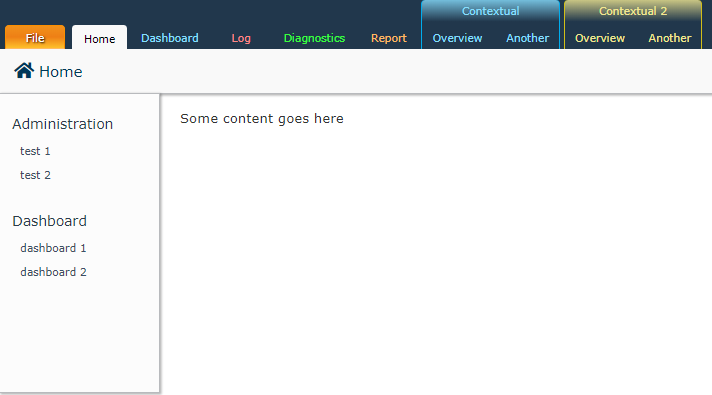 Contextual Contextual 2
File Home Dashboard Log Diagnostics Report Overview Another Overview Another
Home
Administration
test 1
test 2
Dashboard
dashboard 1
dashboard 2
Some content goes here